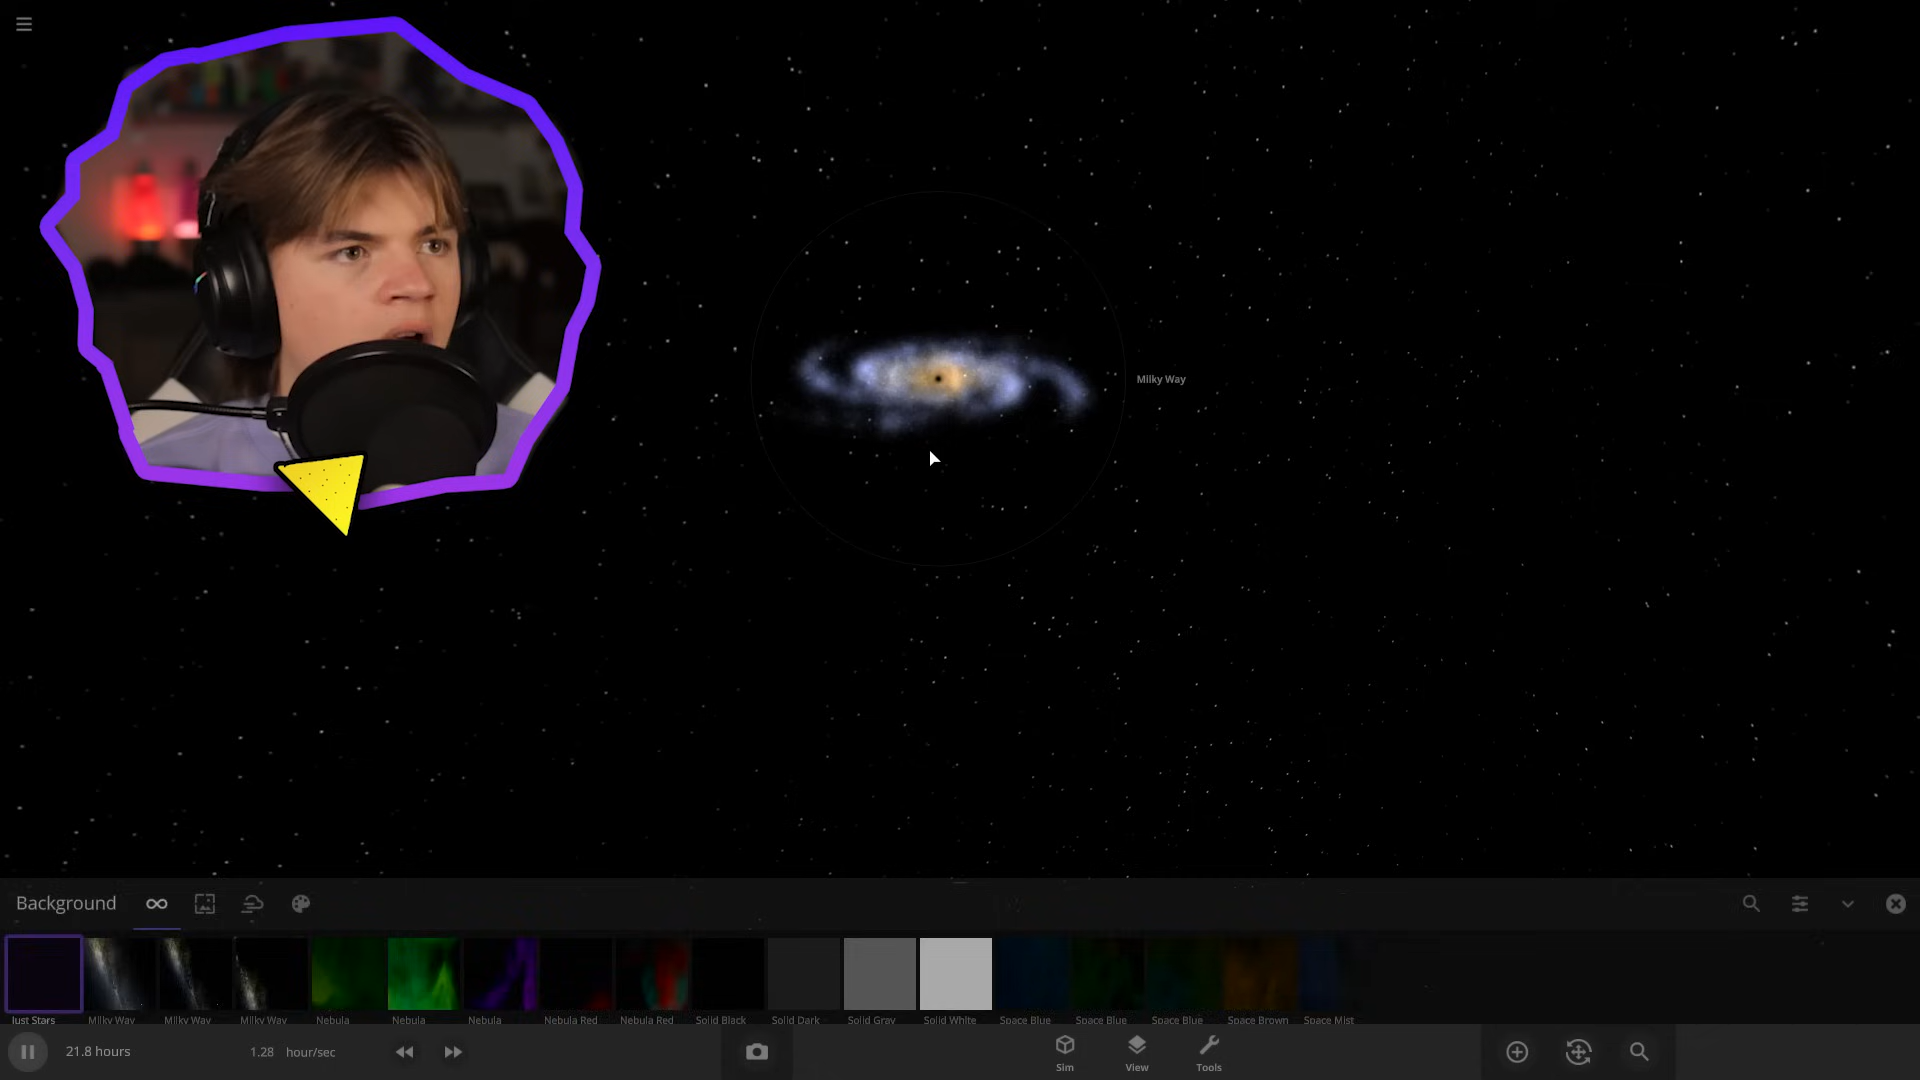 Milky Way
Background
Just Stars
Milky Way
Milky Way
Milky Way
Nebula
Nebula
Nebula
Nebula Red
Nebula Red
Solid Black
Solid Dark
Solid Gray
Solid White
Space Blue
Space Blue
Space Blue
Space Brown
Space Mist
21.8 hours
1.28 hour/sec
Sim
View
Tools